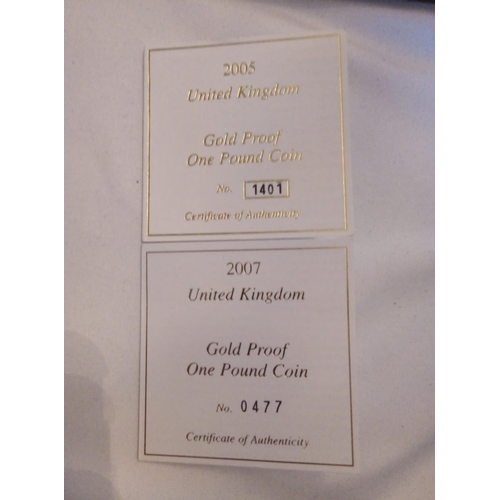 2005
United Kingdom
Gold Proof
One Pound Coin
No. 1401
Certificate of Authenticity
2007
United Kingdom
Gold Proof
One Pound Coin
No. 0477
Certificate of Authenticity